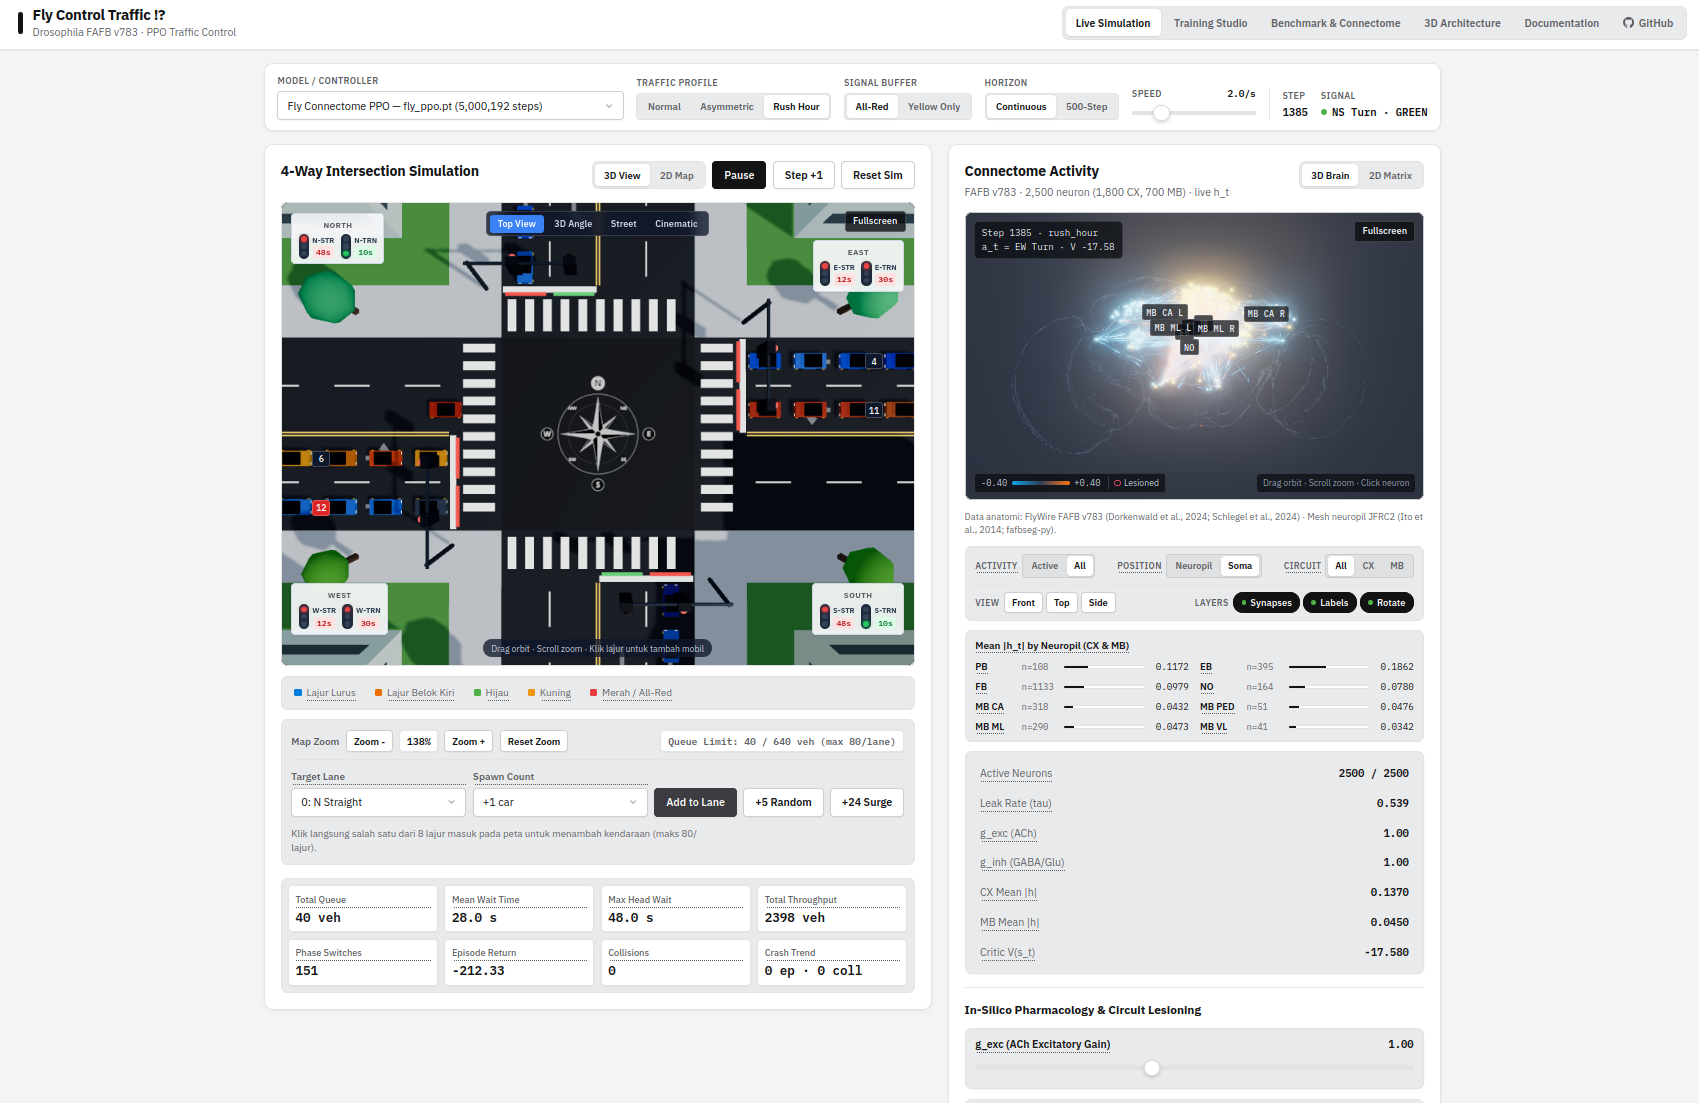 Fly Control Traffic !?
Drosophila FAFB v783 · PPO Traffic Control
Live Simulation
Training Studio
Benchmark & Connectome
3D Architecture
Documentation
GitHub
MODEL / CONTROLLER
Fly Connectome PPO — fly_ppo.pt (5,000,192 steps)
TRAFFIC PROFILE
Normal
Asymmetric
Rush Hour
SIGNAL BUFFER
All-Red
Yellow Only
HORIZON
Continuous
500-Step
SPEED
2.0/s
STEP
1385
SIGNAL
NS Turn · GREEN
4-Way Intersection Simulation
3D View
2D Map
Pause
Step +1
Reset Sim
Top View
3D Angle
Street
Cinematic
Fullscreen
NORTH
N-STR
48s
N-TRN
10s
EAST
E-STR
12s
E-TRN
30s
4
11
6
12
N
NW
NE
W
E
SW
SE
S
WEST
W-STR
12s
W-TRN
30s
SOUTH
S-STR
48s
S-TRN
10s
Drag orbit · Scroll zoom · Klik lajur untuk tambah mobil
Lajur Lurus
Lajur Belok Kiri
Hijau
Kuning
Merah / All-Red
Map Zoom
Zoom -
138%
Zoom +
Reset Zoom
Queue Limit: 40 / 640 veh (max 80/lane)
Target Lane
0: N Straight
Spawn Count
+1 car
Add to Lane
+5 Random
+24 Surge
Klik langsung salah satu dari 8 lajur masuk pada peta untuk menambah kendaraan (maks 80/
lajur).
Total Queue
40 veh
Mean Wait Time
28.0 s
Max Head Wait
48.0 s
Total Throughput
2398 veh
Phase Switches
151
Episode Return
-212.33
Collisions
0
Crash Trend
0 ep · 0 coll
Connectome Activity
FAFB v783 · 2,500 neuron (1,800 CX, 700 MB) · live h_t
3D Brain
2D Matrix
Step 1385 · rush_hour
a_t = EW Turn · V -17.58
Fullscreen
MB CA L
MB CA R
MB ML L
MB ML R
NO
-0.40
+0.40
Lesioned
Drag orbit · Scroll zoom · Click neuron
Data anatomi: FlyWire FAFB v783 (Dorkenwald et al., 2024; Schlegel et al., 2024) · Mesh neuropil JFRC2 (Ito et
al., 2014; fafbseg-py).
ACTIVITY
Active
All
POSITION
Neuropil
Soma
CIRCUIT
All
CX
MB
VIEW
Front
Top
Side
LAYERS
Synapses
Labels
Rotate
Mean |h_t| by Neuropil (CX & MB)
PB n=108 0.1172
EB n=395 0.1862
FB n=1133 0.0979
NO n=164 0.0780
MB CA n=318 0.0432
MB PED n=51 0.0476
MB ML n=290 0.0473
MB VL n=41 0.0342
Active Neurons 2500 / 2500
Leak Rate (tau) 0.539
g_exc (ACh) 1.00
g_inh (GABA/Glu) 1.00
CX Mean |h| 0.1370
MB Mean |h| 0.0450
Critic V(s_t) -17.580
In-Silico Pharmacology & Circuit Lesioning
g_exc (ACh Excitatory Gain) 1.00